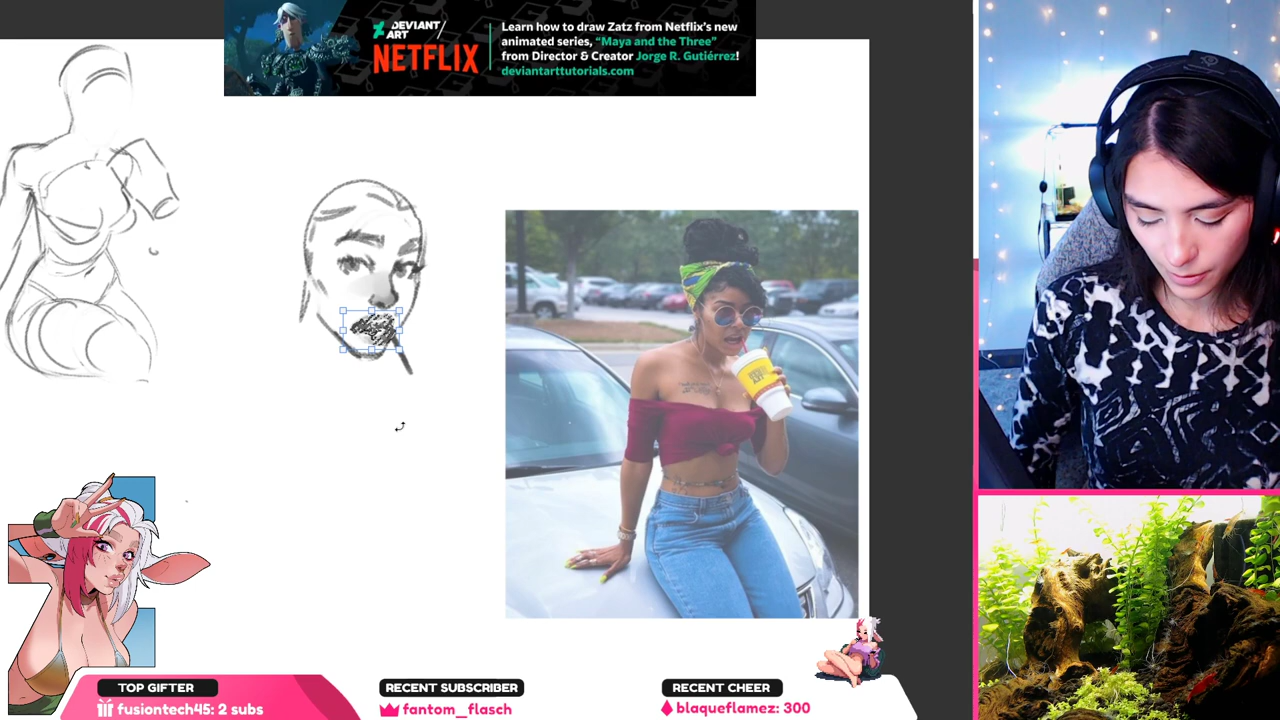 DEVIANT
ART
NETFLIX
Learn how to draw Zatz from Netflix's new
animated series, "Maya and the Three"
from Director & Creator Jorge R. Gutiérrez!
deviantarttutorials.com
TOP GIFTER
fusiontech45: 2 subs
RECENT SUBSCRIBER
fantom_flasch
RECENT CHEER
blaqueflamez: 300